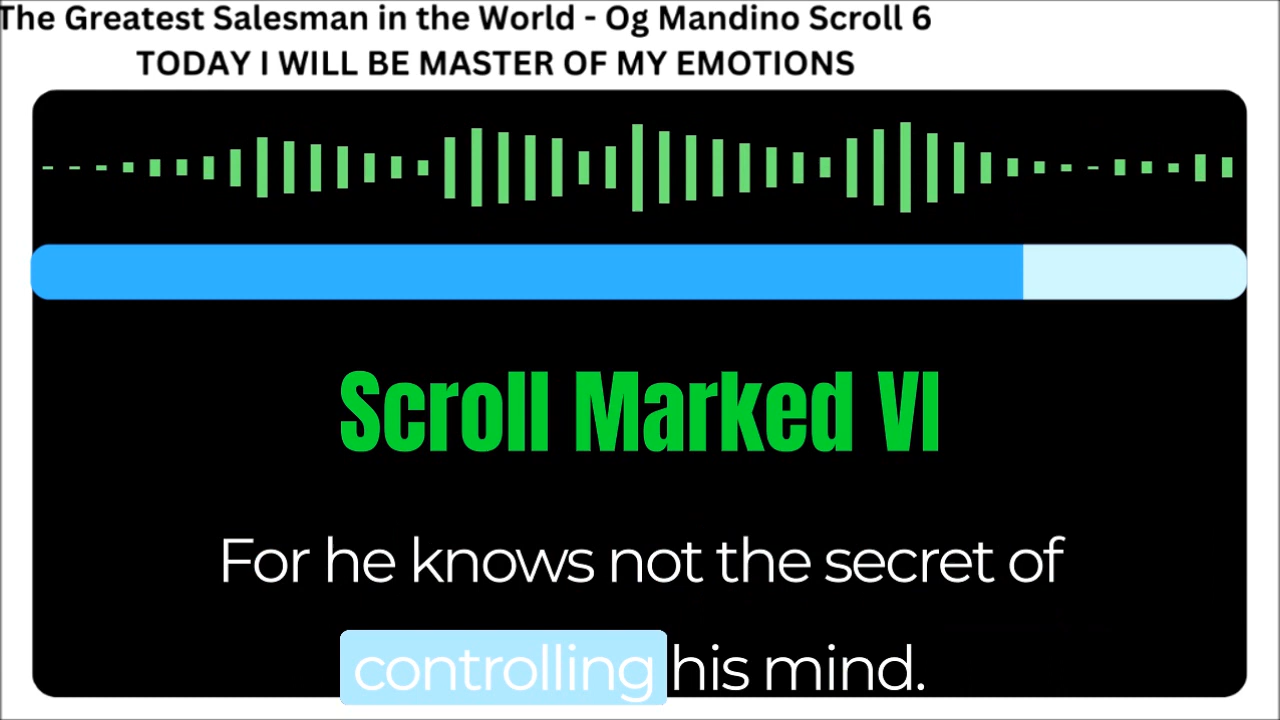 The Greatest Salesman in the World - Og Mandino Scroll 6
TODAY I WILL BE MASTER OF MY EMOTIONS
Scroll Marked VI
For he knows not the secret of
controlling his mind.